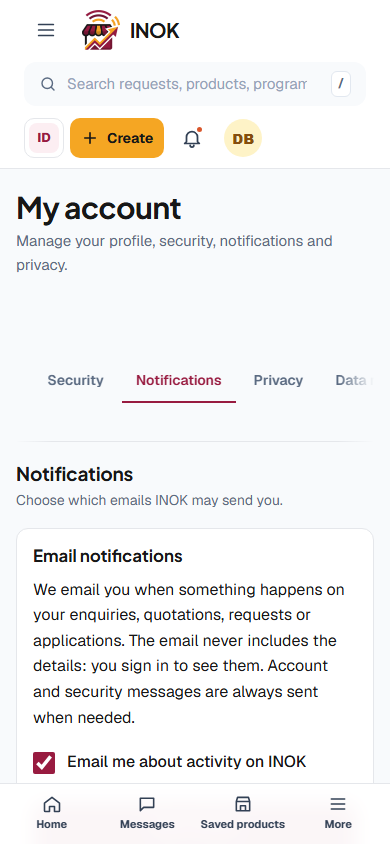 INOK
Search requests, products, program
/
ID
+ Create
DB
My account
Manage your profile, security, notifications and
privacy.
Security Notifications Privacy Data
Notifications
Choose which emails INOK may send you.
Email notifications
We email you when something happens on
your enquiries, quotations, requests or
applications. The email never includes the
details: you sign in to see them. Account
and security messages are always sent
when needed.
Email me about activity on INOK
Home Messages Saved products More